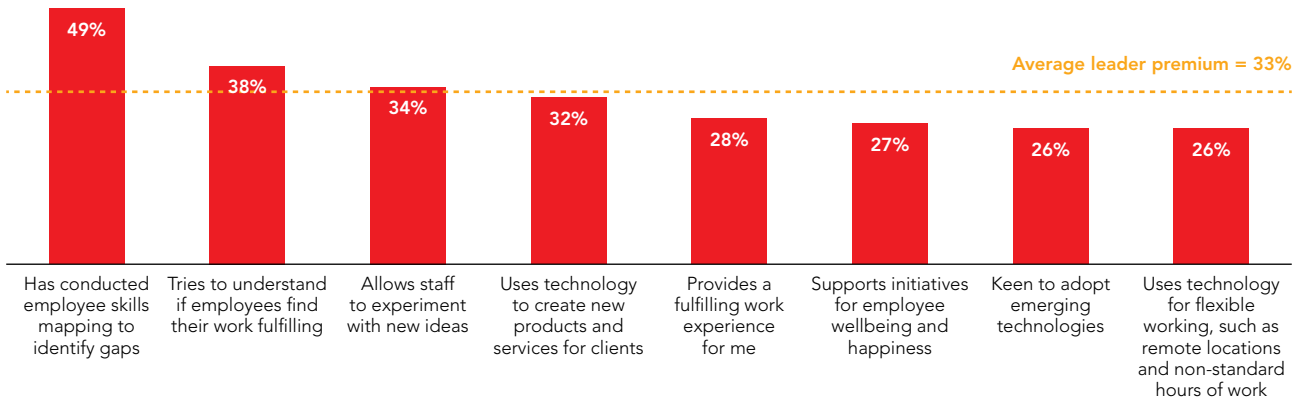 49%
Average leader premium = 33%
38%
34%
32%
28%
27%
26%
26%
Has conducted
employee skills
mapping to
identify gaps
Tries to understand
if employees find
their work fulfilling
Allows staff
to experiment
with new ideas
Uses technology
to create new
products and
services for clients
Provides a
fulfilling work
experience
for me
Supports initiatives
for employee
wellbeing and
happiness
Keen to adopt
emerging
technologies
Uses technology
for flexible
working, such as
remote locations
and non-standard
hours of work